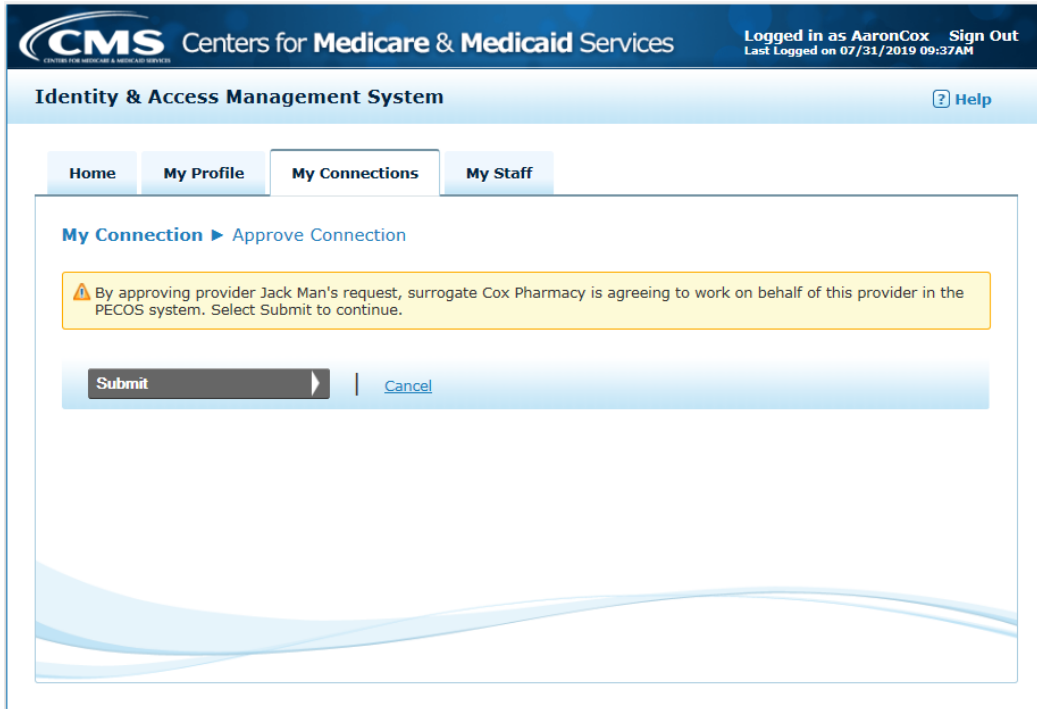 CMS Centers for Medicare & Medicaid Services
CENTERS FOR MEDICARE & MEDICAID SERVICES
Logged in as AaronCox Sign Out
Last Logged on 07/31/2019 09:37AM
Identity & Access Management System
? Help
Home My Profile My Connections My Staff
My Connection ► Approve Connection
By approving provider Jack Man's request, surrogate Cox Pharmacy is agreeing to work on behalf of this provider in the
PECOS system. Select Submit to continue.
Submit | Cancel